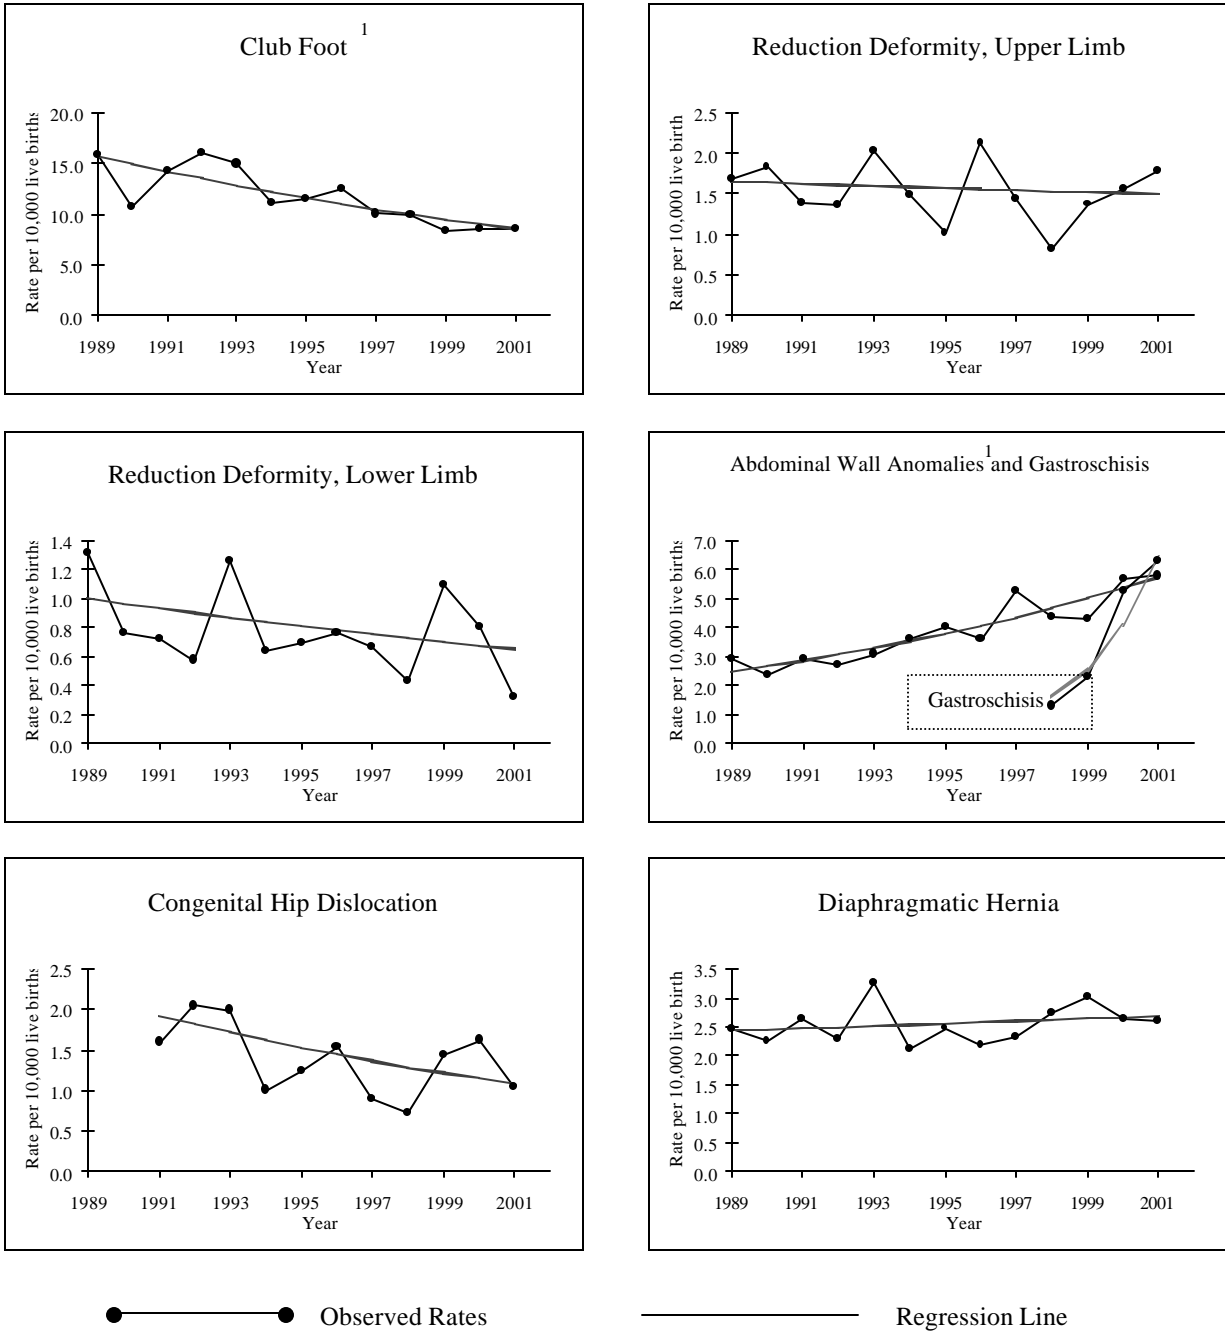 Club Foot 1
Rate per 10,000 live births
20.0
15.0
10.0
5.0
0.0
1989 1991 1993 1995 1997 1999 2001
Year
Reduction Deformity, Upper Limb
Rate per 10,000 live birth
2.5
2.0
1.5
1.0
0.5
0.0
1989 1991 1993 1995 1997 1999 2001
Year
Reduction Deformity, Lower Limb
Rate per 10,000 live births
1.4
1.2
1.0
0.8
0.6
0.4
0.2
0.0
1989 1991 1993 1995 1997 1999 2001
Year
Abdominal Wall Anomalies 1 and Gastroschisis
Rate per 10,000 live births
7.0
6.0
5.0
4.0
3.0
2.0
1.0
0.0
Gastroschisis
1989 1991 1993 1995 1997 1999 2001
Year
Congenital Hip Dislocation
Rate per 10,000 live births
2.5
2.0
1.5
1.0
0.5
0.0
1989 1991 1993 1995 1997 1999 2001
Year
Diaphragmatic Hernia
Rate per 10,000 live birth
3.5
3.0
2.5
2.0
1.5
1.0
0.5
0.0
1989 1991 1993 1995 1997 1999 2001
Year
Observed Rates
Regression Line